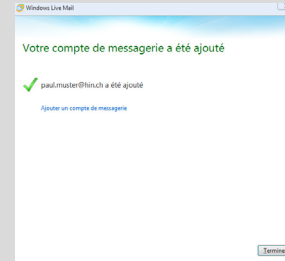 Windows Live Mail
Votre compte de messagerie a été ajouté
paul.muster@hin.ch a été ajouté
Ajouter un compte de messagerie
Termine